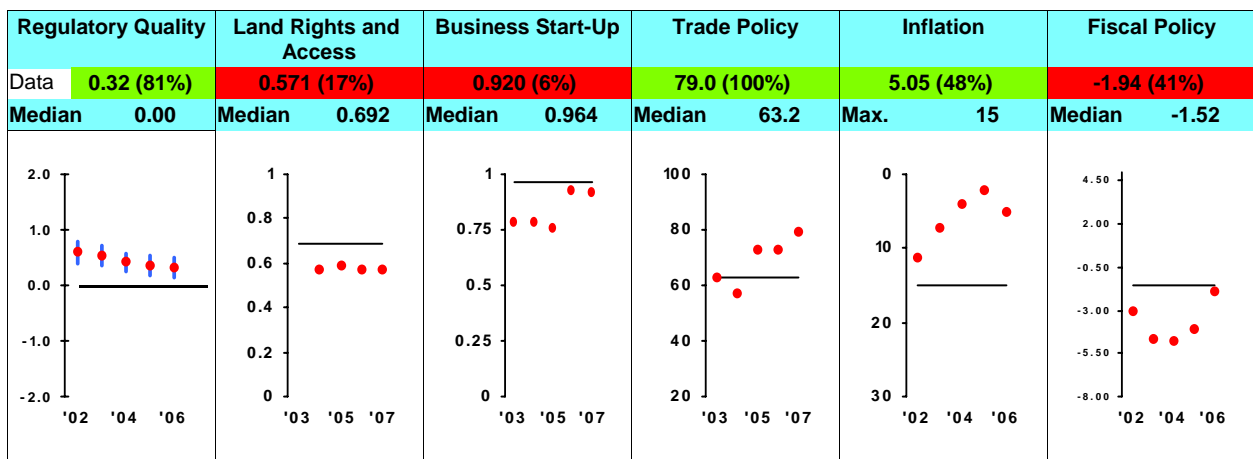 Regulatory Quality
Land Rights and
Access
Business Start-Up
Trade Policy
Inflation
Fiscal Policy
Data 0.32 (81%)
0.571 (17%)
0.920 (6%)
79.0 (100%)
5.05 (48%)
-1.94 (41%)
Median 0.00
Median 0.692
Median 0.964
Median 63.2
Max. 15
Median -1.52
2.0
1.0
0.0
-1.0
-2.0
'02 '04 '06
1
0.8
0.6
0.4
0.2
0
'03 '05 '07
1
0.75
0.5
0.25
0
'03 '05 '07
100
80
60
40
20
'03 '05 '07
0
10
20
30
'02 '04 '06
4.50
2.00
-0.50
-3.00
-5.50
-8.00
'02 '04 '06